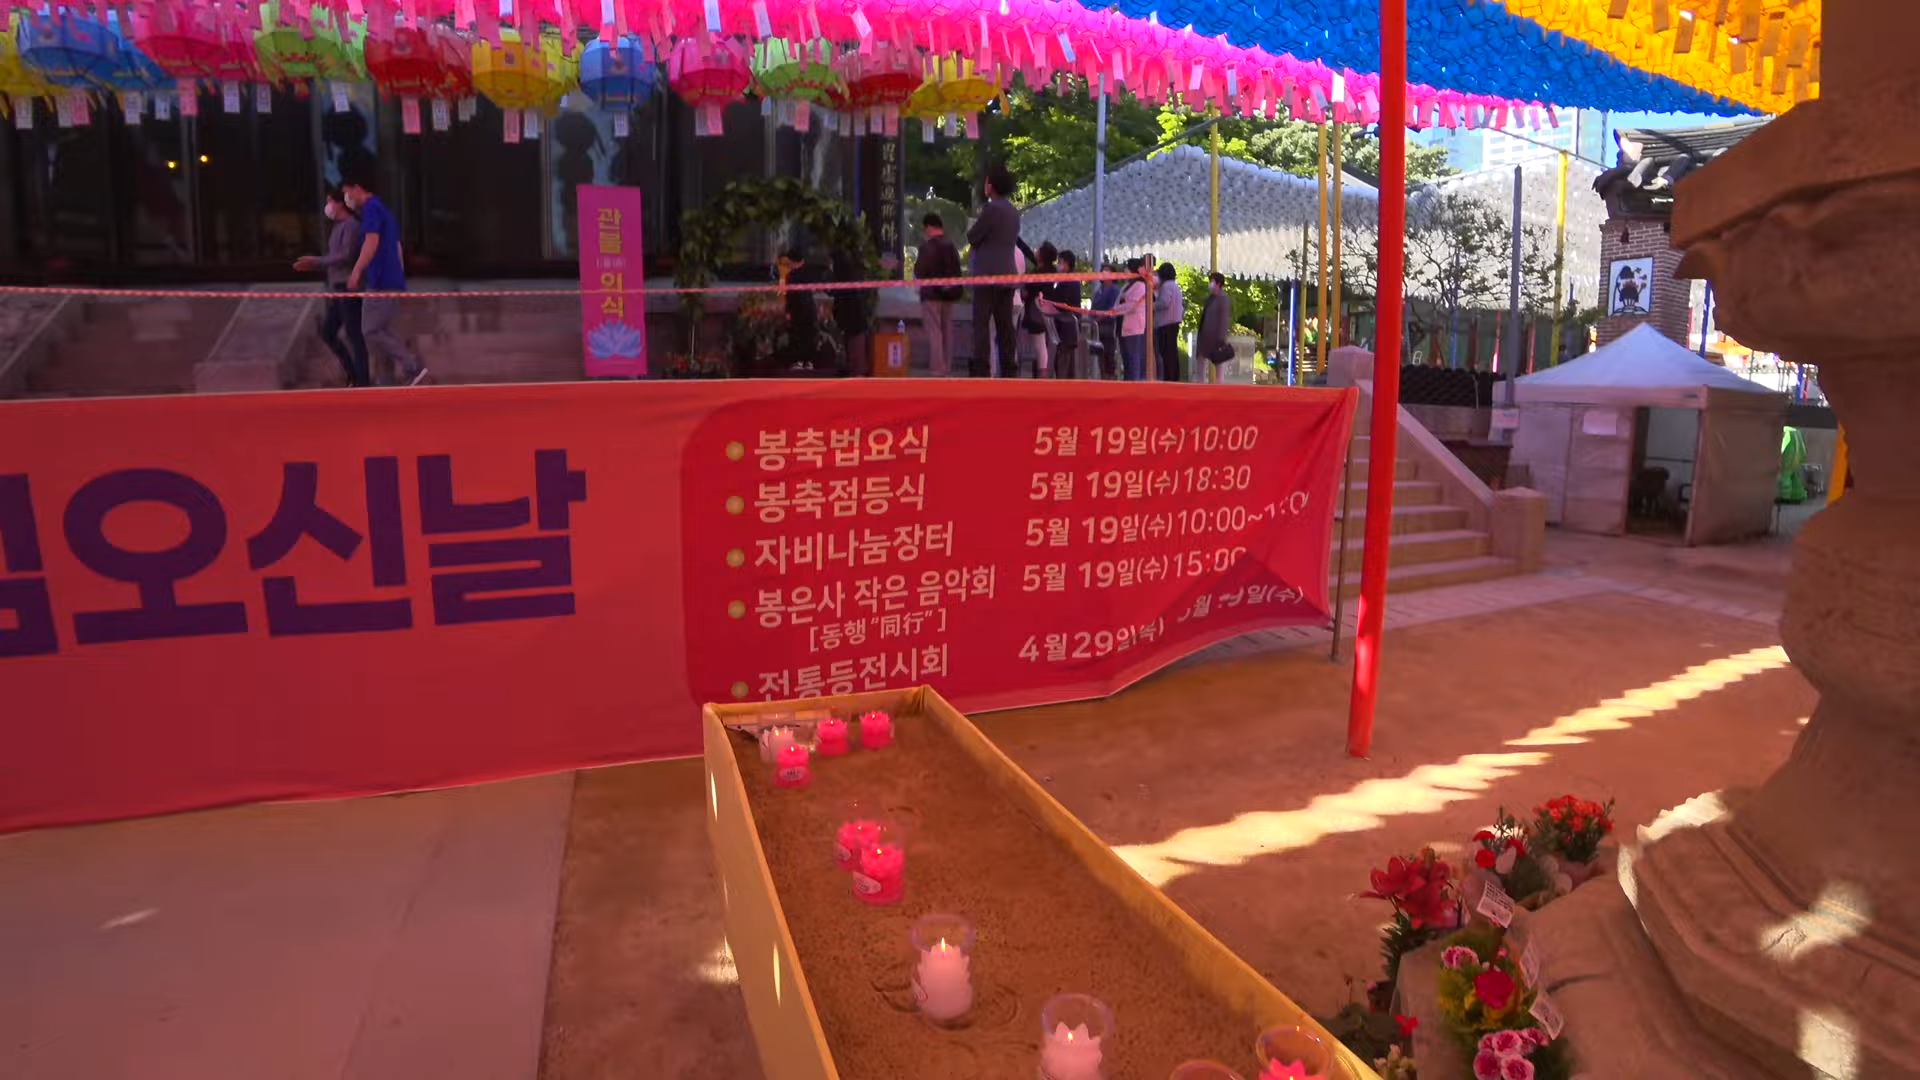 관불
의식
오신날
봉축법요식 5월 19일(수)10:00
봉축점등식 5월 19일(수)18:30
자비나눔장터 5월 19일(수)10:00~
봉은사 작은 음악회 5월 19일(수)15:00
[동행"同行"]
전통등전시회 4월29일(목) 월 일(수)